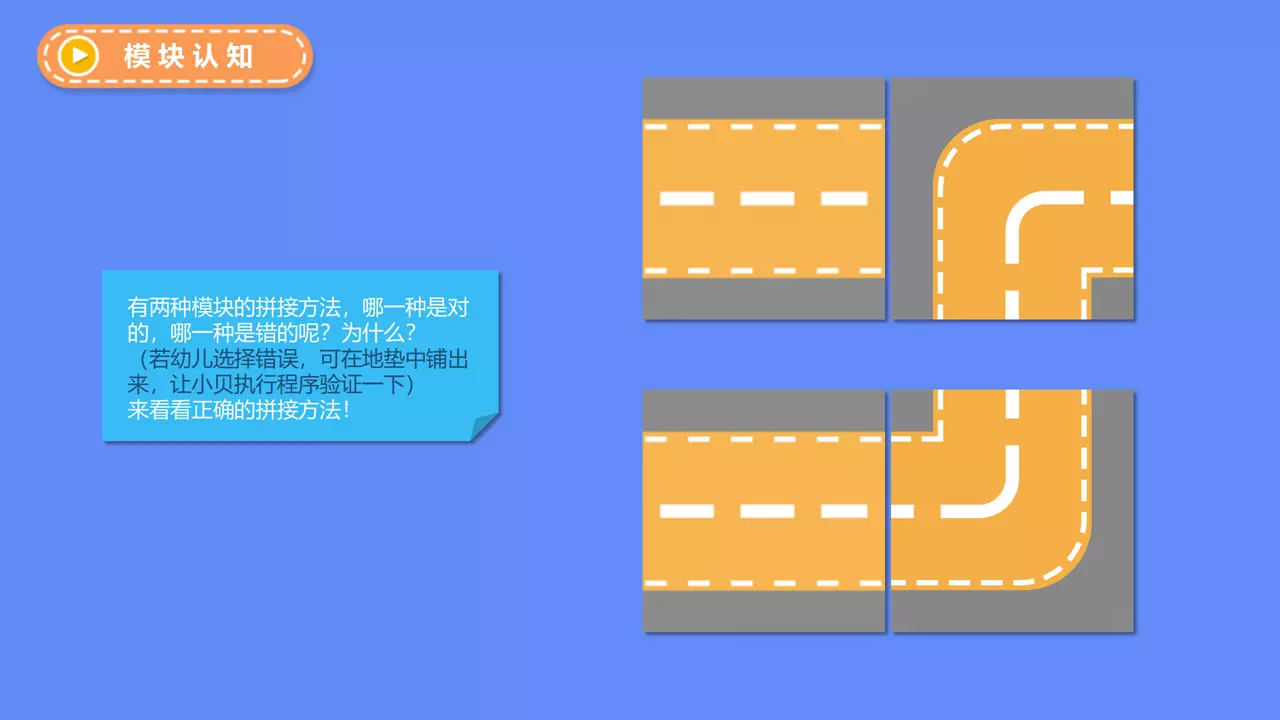 模块认知
有两种模块的拼接方法，哪一种是对
的，哪一种是错的呢？为什么？
（若幼儿选择错误，可在地垫中铺出
来，让小贝执行程序验证一下）
来看看正确的拼接方法！